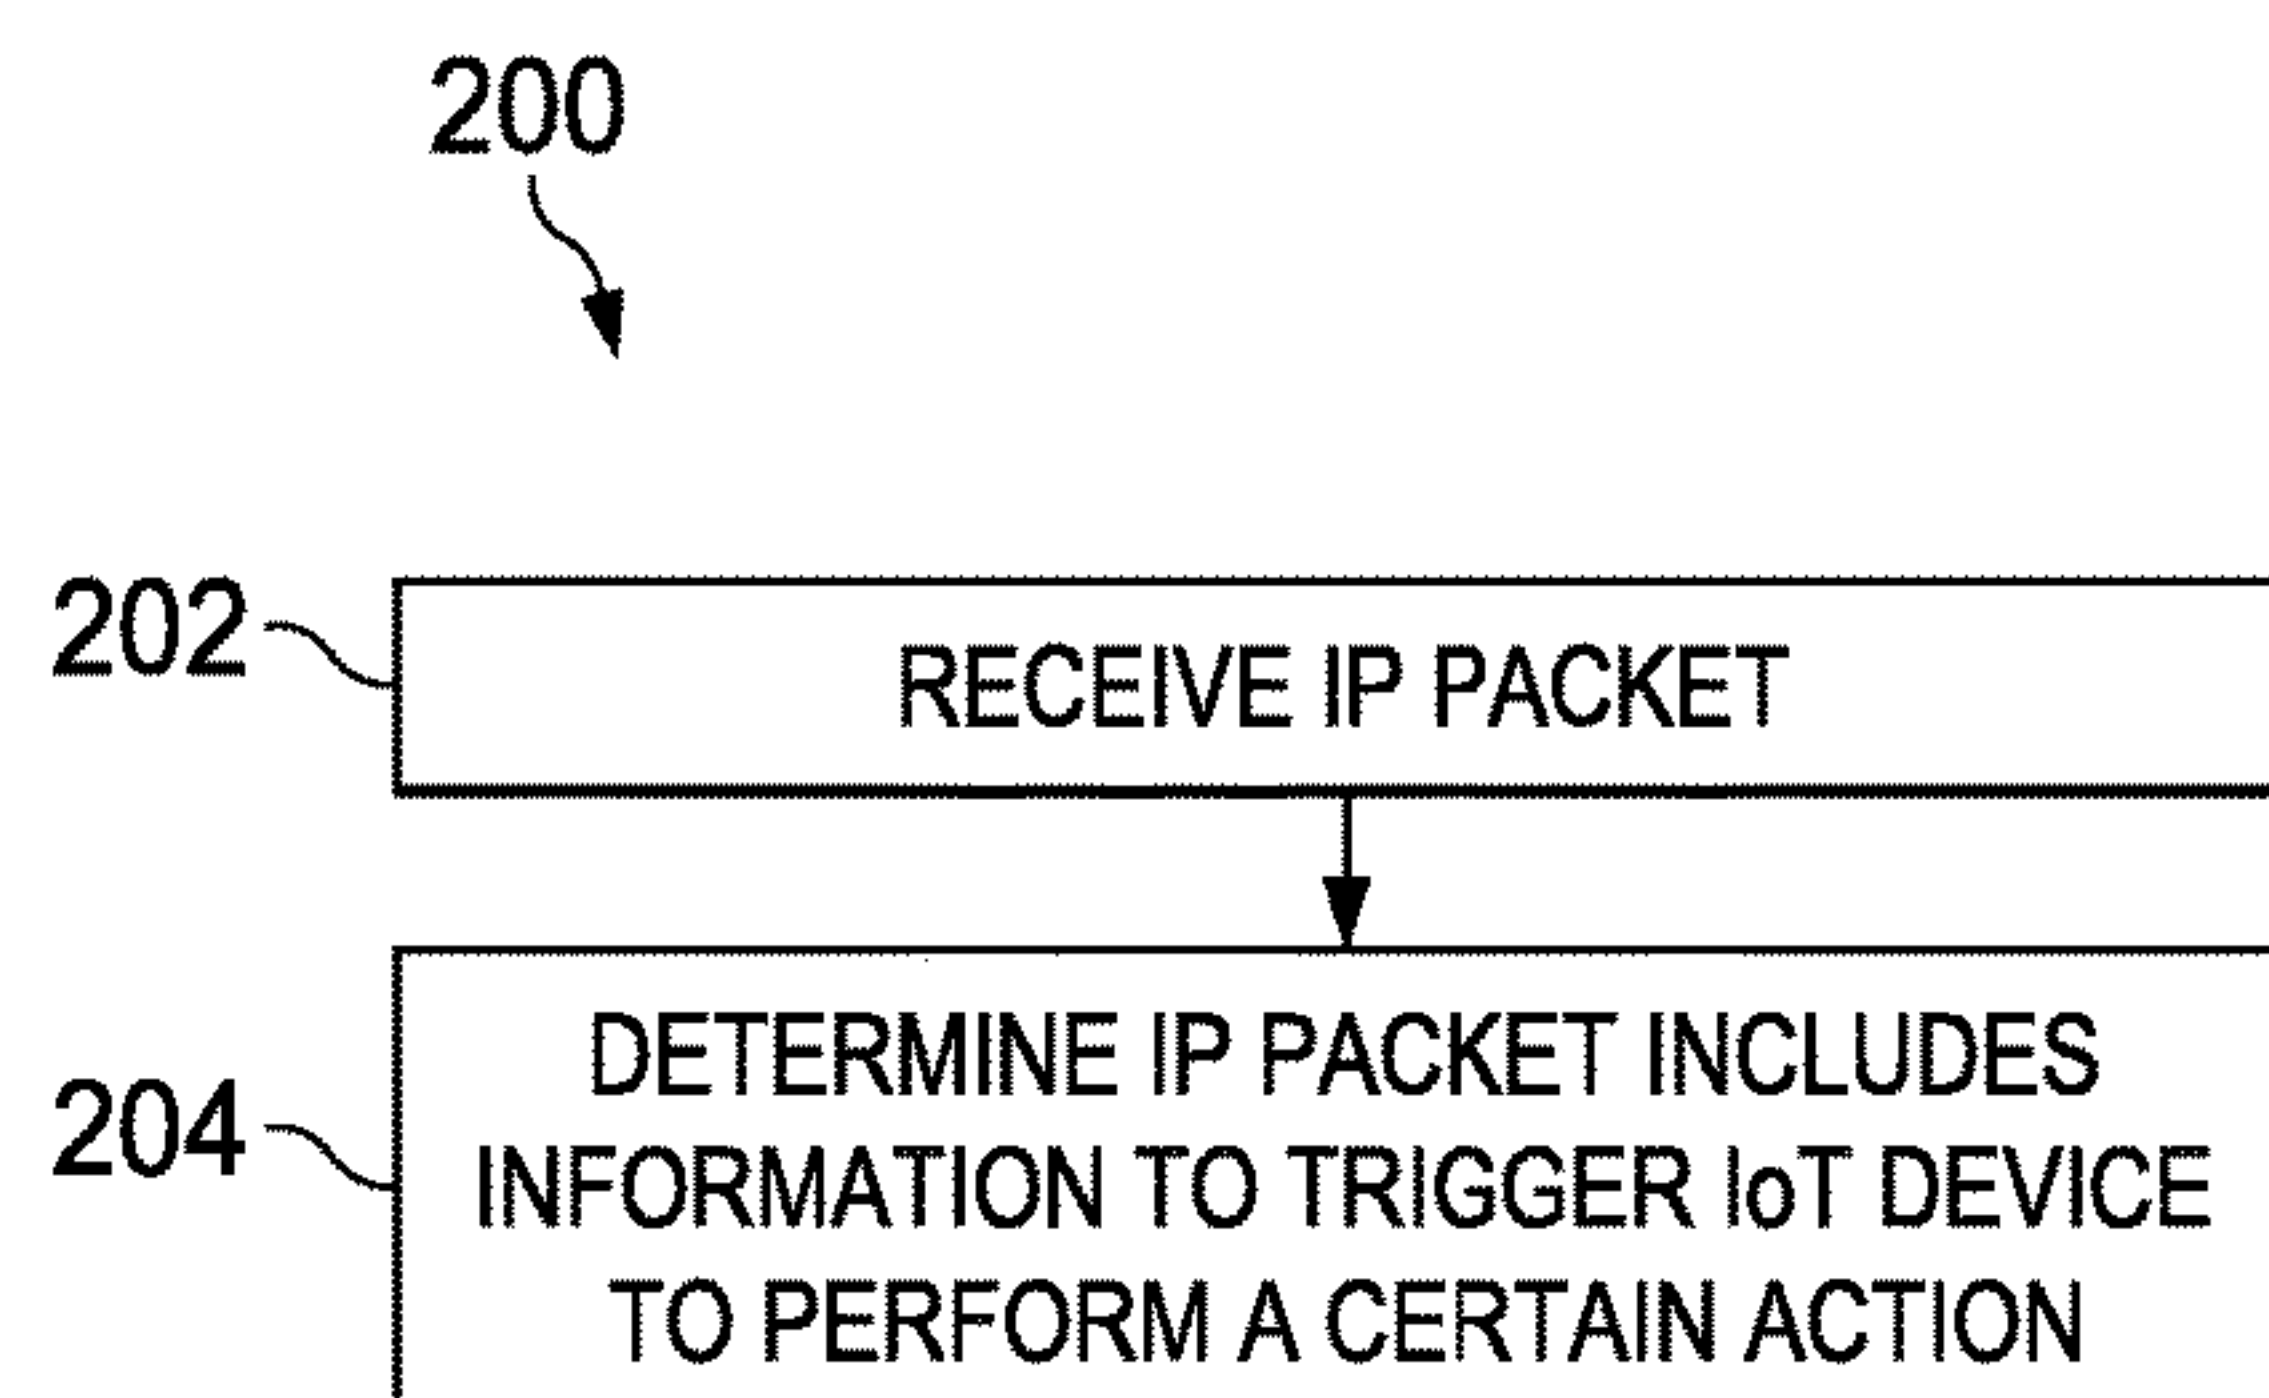 200
202
RECEIVE IP PACKET
204
DETERMINE IP PACKET INCLUDES
INFORMATION TO TRIGGER IoT DEVICE
TO PERFORM A CERTAIN ACTION